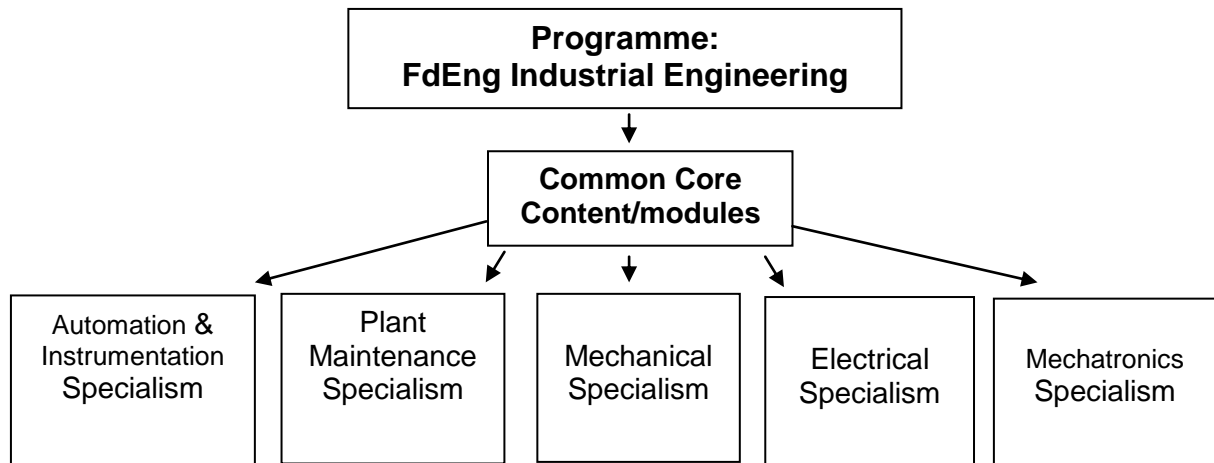 Programme:
FdEng Industrial Engineering
Common Core
Content/modules
Automation &
Instrumentation
Specialism
Plant
Maintenance
Specialism
Mechanical
Specialism
Electrical
Specialism
Mechatronics
Specialism